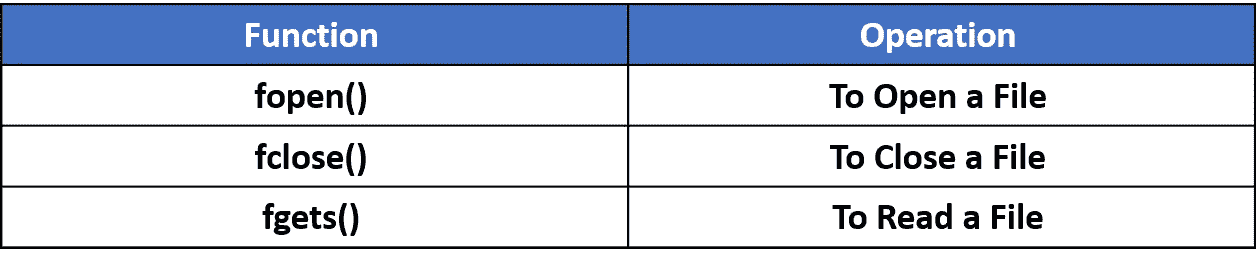 Function Operation
fopen() To Open a File
fclose() To Close a File
fgets() To Read a File